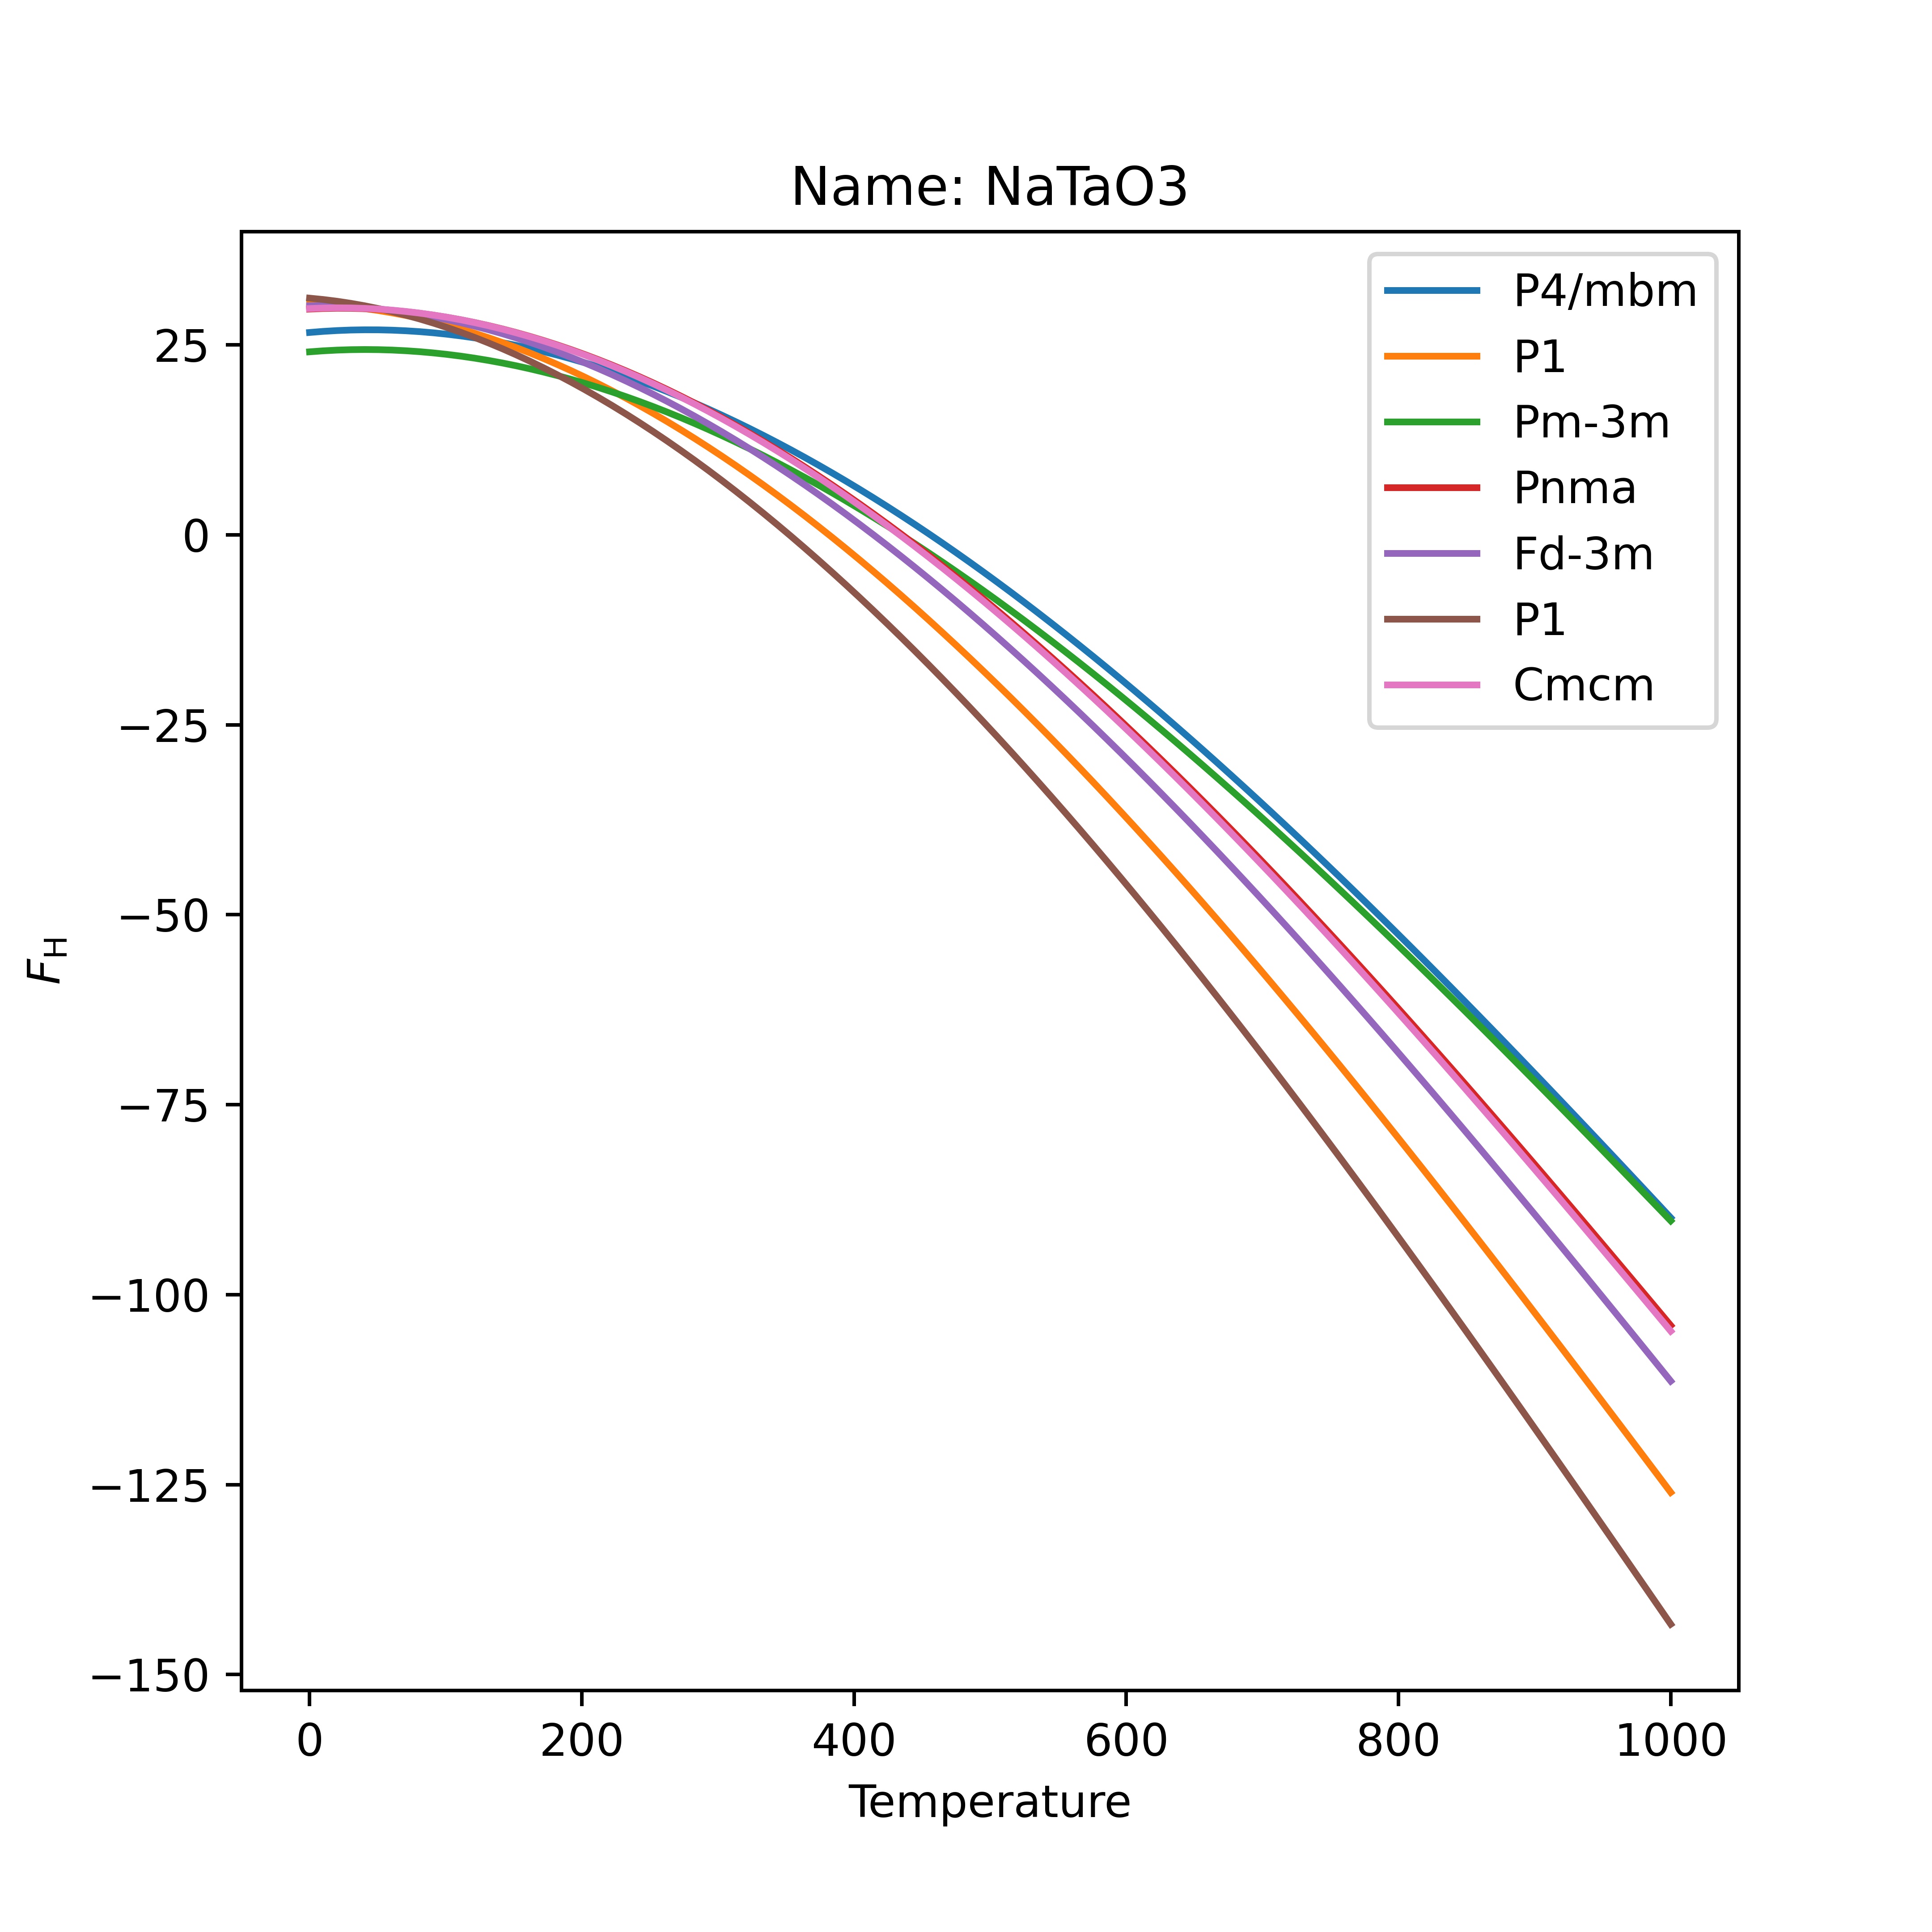 Name: NaTaO3
P4/mbm
P1
Pm-3m
Pnma
Fd-3m
P1
Cmcm
25
0
−25
−50
−75
−100
−125
−150
F_H
0 200 400 600 800 1000
Temperature